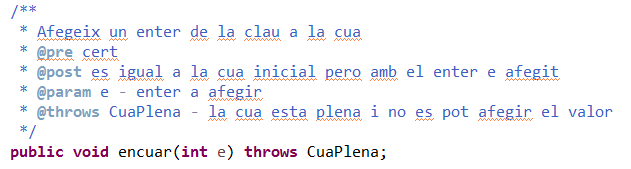 /**
* Afegeix un enter de la clau a la cua
* @pre cert
* @post es igual a la cua inicial pero amb el enter e afegit
* @param e - enter a afegir
* @throws CuaPlena - la cua esta plena i no es pot afegir el valor
*/
public void encuar(int e) throws CuaPlena;